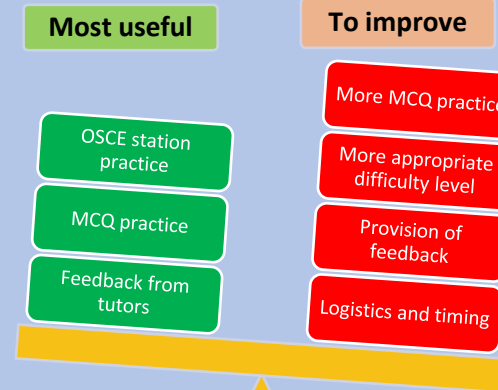 Most useful
OSCE station
practice
MCQ practice
Feedback from
tutors
To improve
More MCQ practice
More appropriate
difficulty level
Provision of
feedback
Logistics and timing